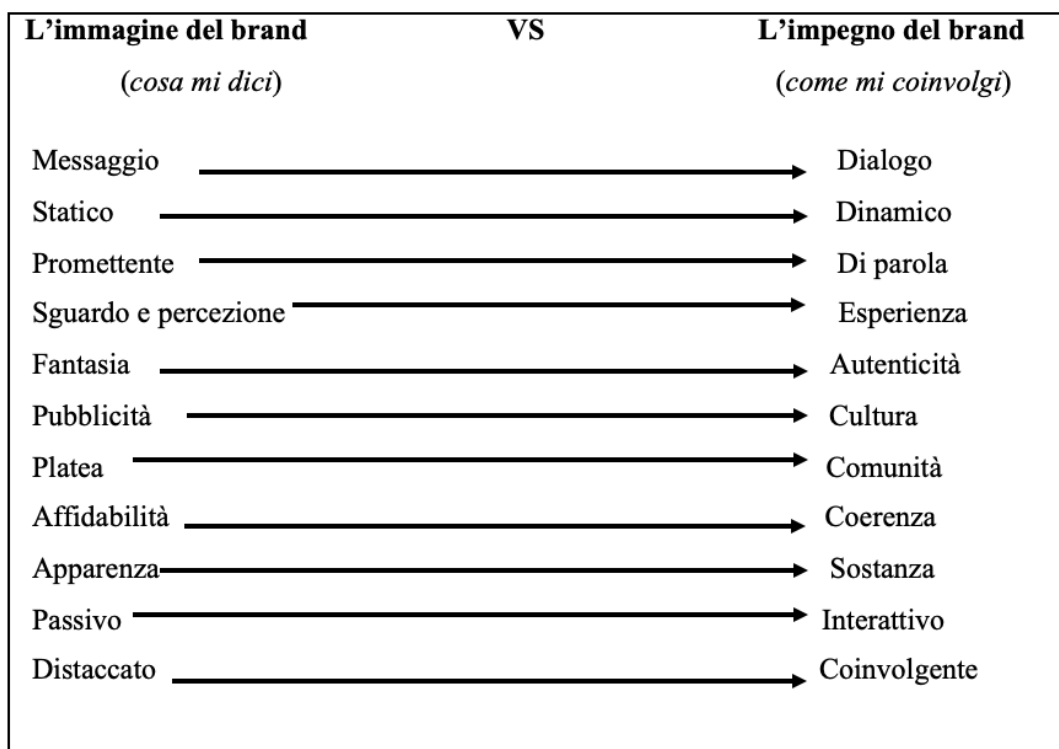 L’immagine del brand VS L’impegno del brand
(cosa mi dici) (come mi coinvolgi)
Messaggio Dialogo
Statico Dinamico
Promettente Di parola
Sguardo e percezione Esperienza
Fantasia Autenticità
Pubblicità Cultura
Platea Comunità
Affidabilità Coerenza
Apparenza Sostanza
Passivo Interattivo
Distaccato Coinvolgente